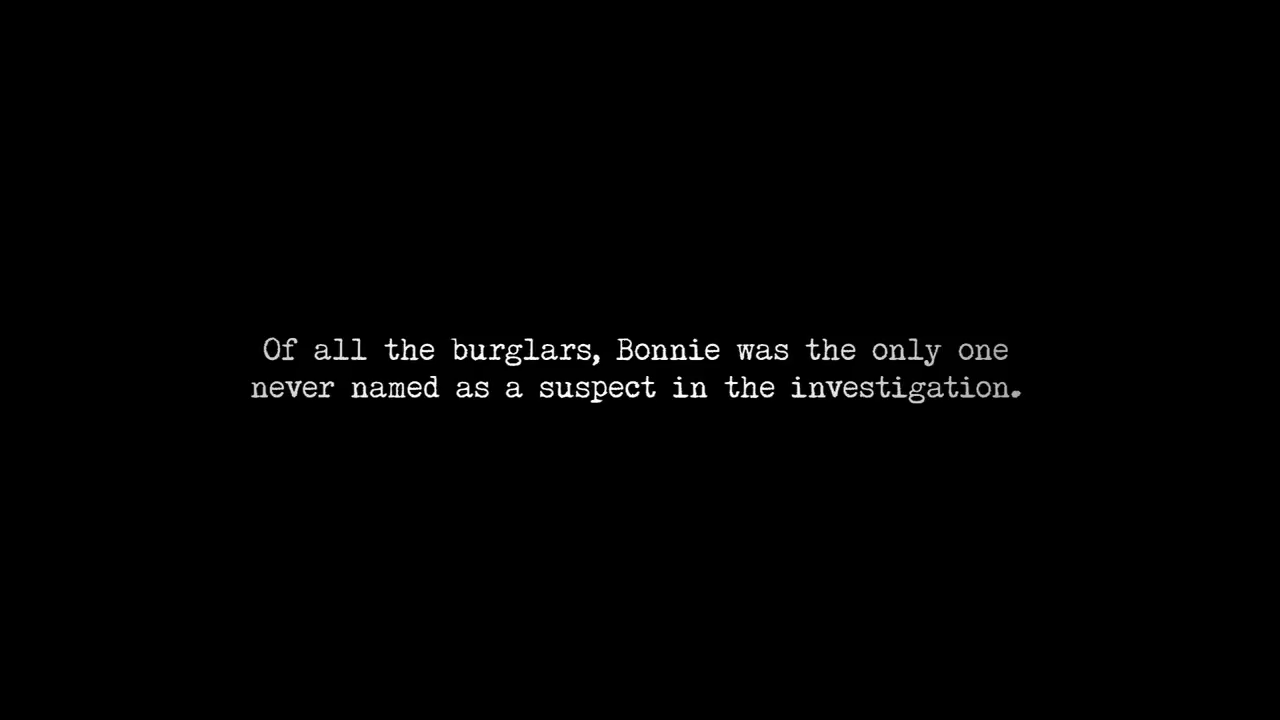 Of all the burglars, Bonnie was the only one
never named as a suspect in the investigation.